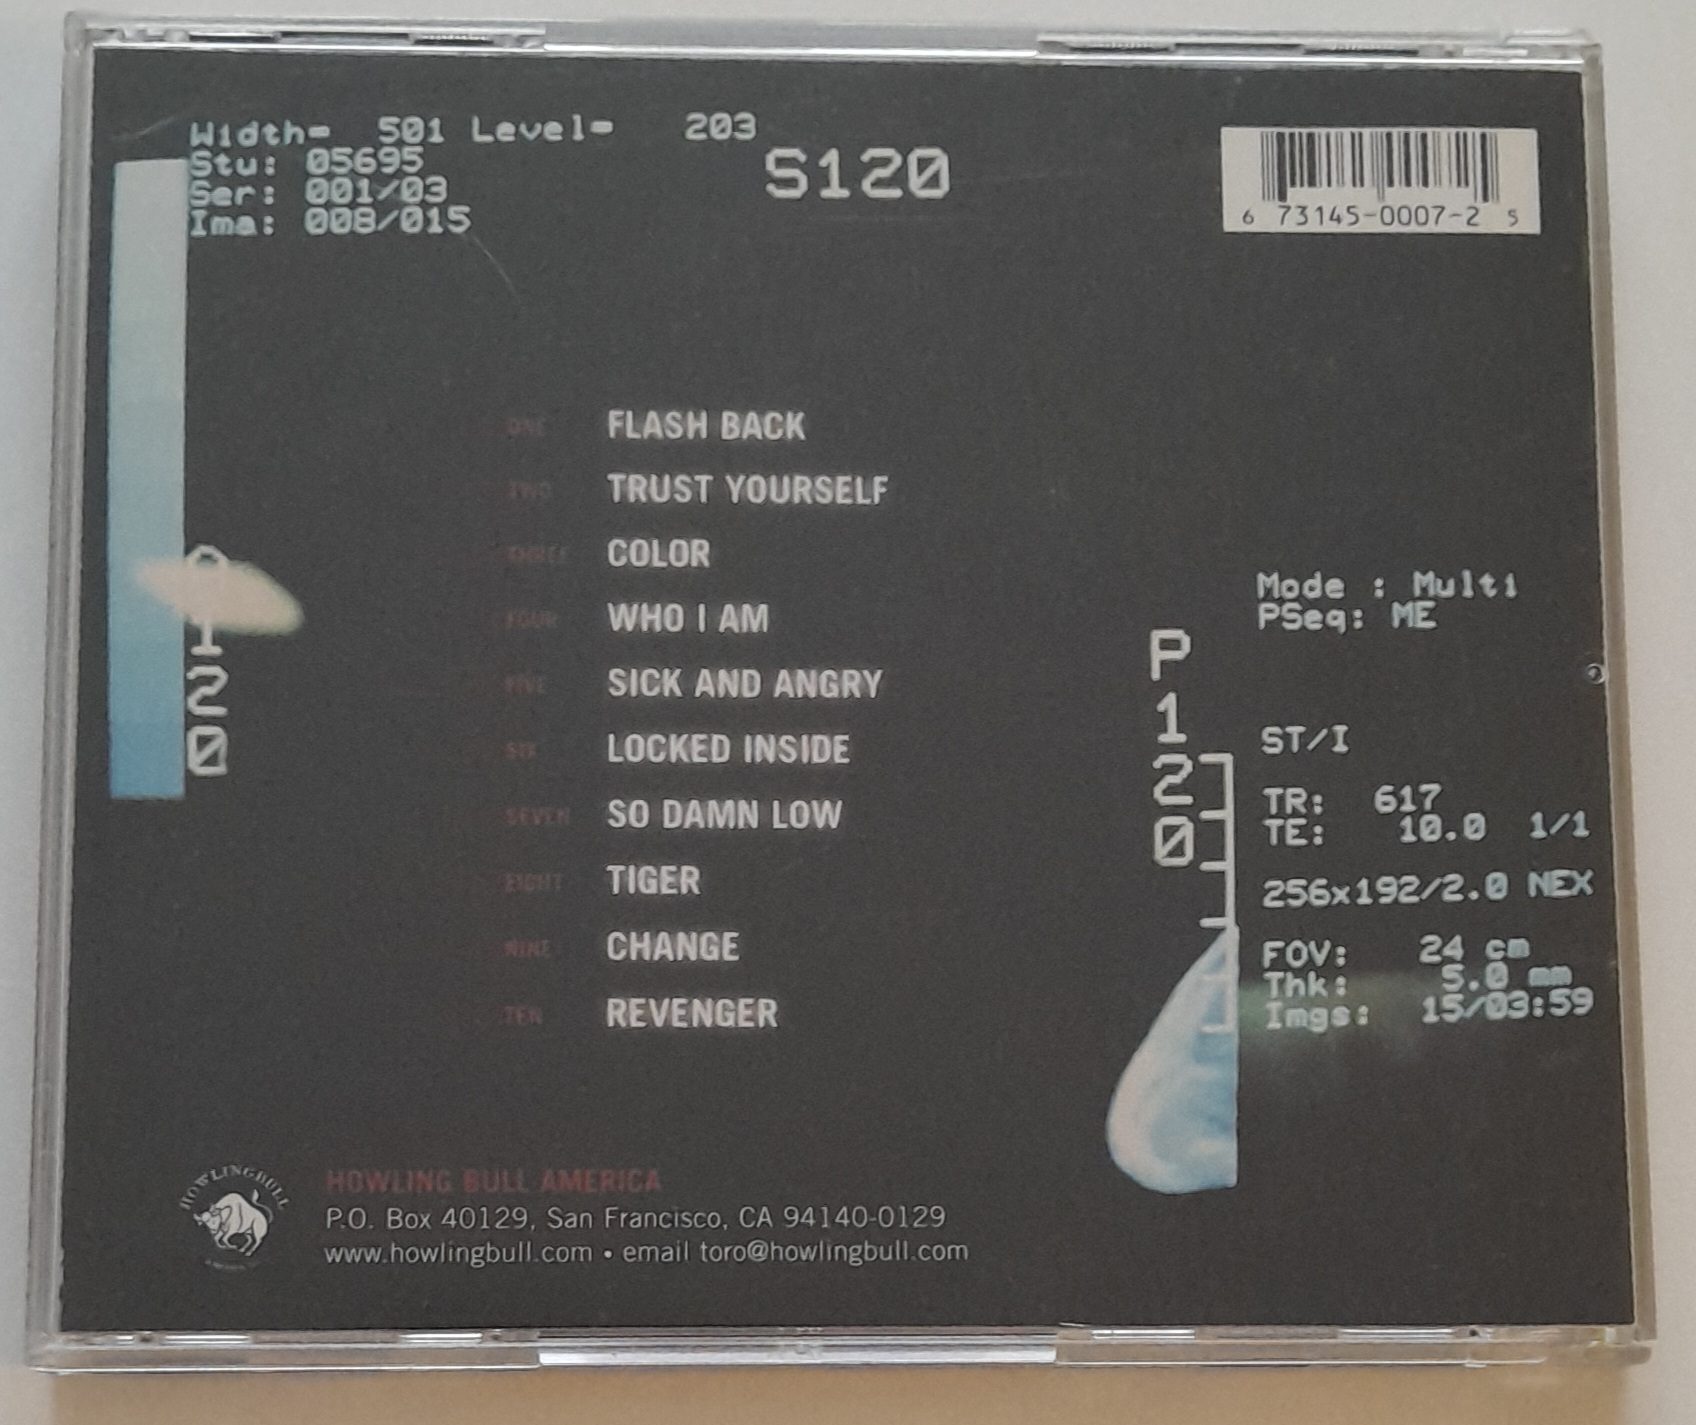 Width= 501 Level= 203
Stu: 05695
Ser: 001/03
Ima: 008/015
S120
6 73145-0007-2 5
ONE FLASH BACK
TWO TRUST YOURSELF
THREE COLOR
FOUR WHO I AM
FIVE SICK AND ANGRY
SIX LOCKED INSIDE
SEVEN SO DAMN LOW
EIGHT TIGER
NINE CHANGE
TEN REVENGER
A120
P120
Mode : Multi
PSeq: ME
ST/I
TR: 617
TE: 10.0 1/1
256x192/2.0 NEX
FOV: 24 cm
Thk: 5.0 mm
Imgs: 15/03:59
HOWLINGBULL
HOWLING BULL AMERICA
P.O. Box 40129, San Francisco, CA 94140-0129
www.howlingbull.com • email toro@howlingbull.com